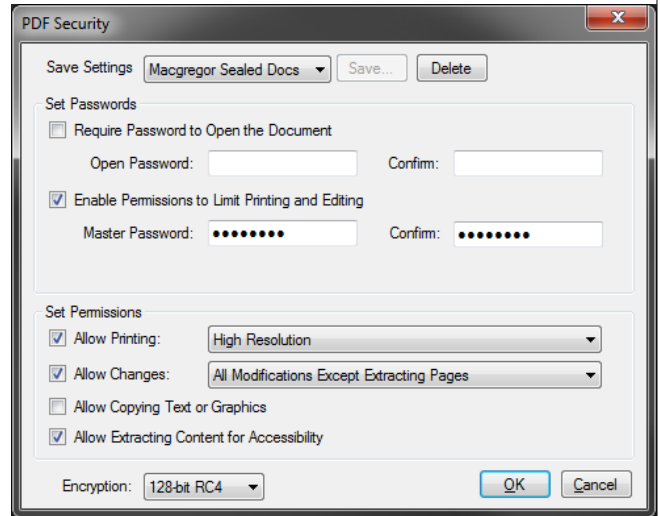 PDF Security
Save Settings Macgregor Sealed Docs Save... Delete
Set Passwords
Require Password to Open the Document
Open Password: Confirm:
Enable Permissions to Limit Printing and Editing
Master Password: •••••••• Confirm: ••••••••
Set Permissions
Allow Printing: High Resolution
Allow Changes: All Modifications Except Extracting Pages
Allow Copying Text or Graphics
Allow Extracting Content for Accessibility
Encryption: 128-bit RC4 OK Cancel